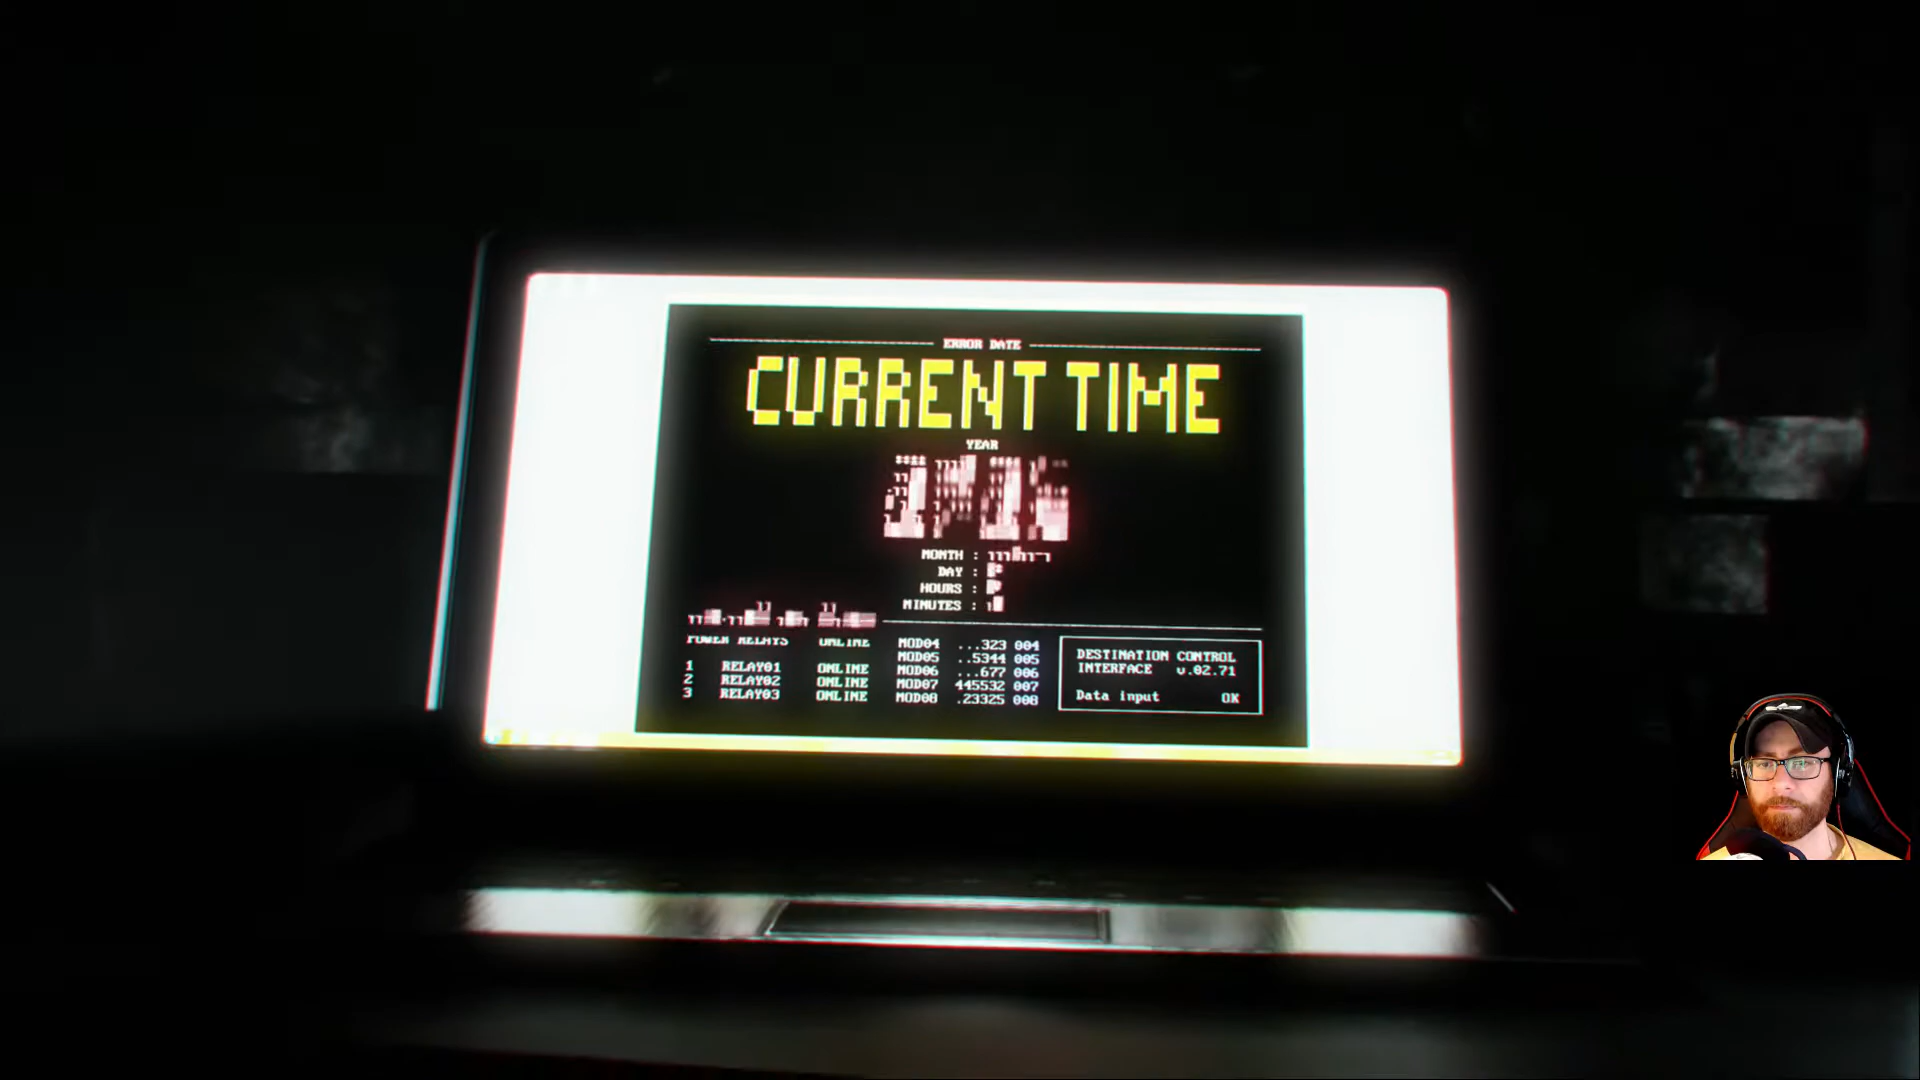 ERROR DATE
CURRENT TIME
YEAR
MONTH :
DAY :
HOURS :
MINUTES :
POWER RELAYS ONLINE
1 RELAY01 ONLINE
2 RELAY02 ONLINE
3 RELAY03 ONLINE
MOD04 ...323 004
MOD05 ..5344 005
MOD06 ...677 006
MOD07 445532 007
MOD08 .23325 008
DESTINATION CONTROL
INTERFACE v.02.71
Data input OK